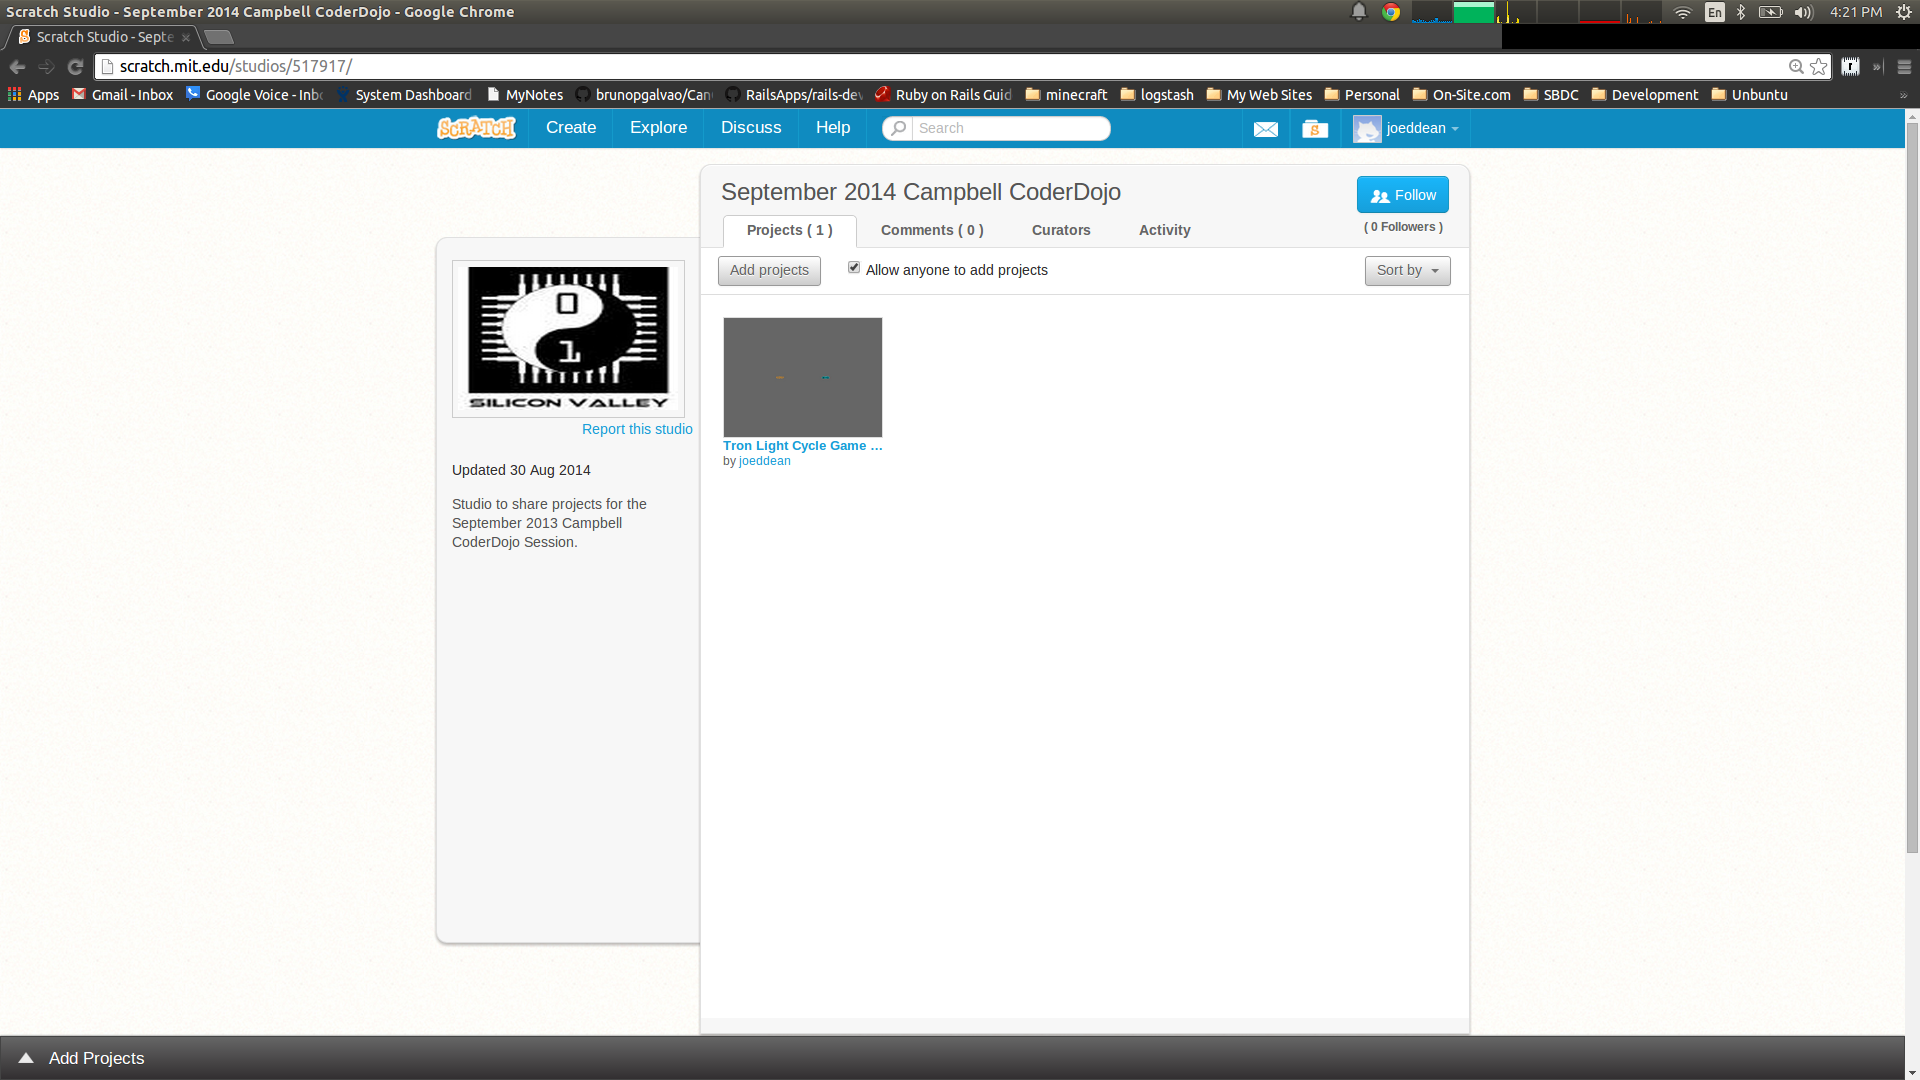 Scratch Studio - September 2014 Campbell CoderDojo - Google Chrome
En
4:21 PM
Scratch Studio - Septe
scratch.mit.edu/studios/517917/
Apps
Gmail - Inbox
Google Voice - Inbo
System Dashboard
MyNotes
brunopgalvao/Can
RailsApps/rails-dev
Ruby on Rails Guid
minecraft
logstash
My Web Sites
Personal
On-Site.com
SBDC
Development
Unbuntu
SCRATCH
Create
Explore
Discuss
Help
Search
joeddean
September 2014 Campbell CoderDojo
Follow
( 0 Followers )
Projects ( 1 )
Comments ( 0 )
Curators
Activity
Add projects
Allow anyone to add projects
Sort by
0
1
SILICON VALLEY
Report this studio
Updated 30 Aug 2014
Studio to share projects for the
September 2013 Campbell
CoderDojo Session.
Tron Light Cycle Game ...
by joeddean
Add Projects